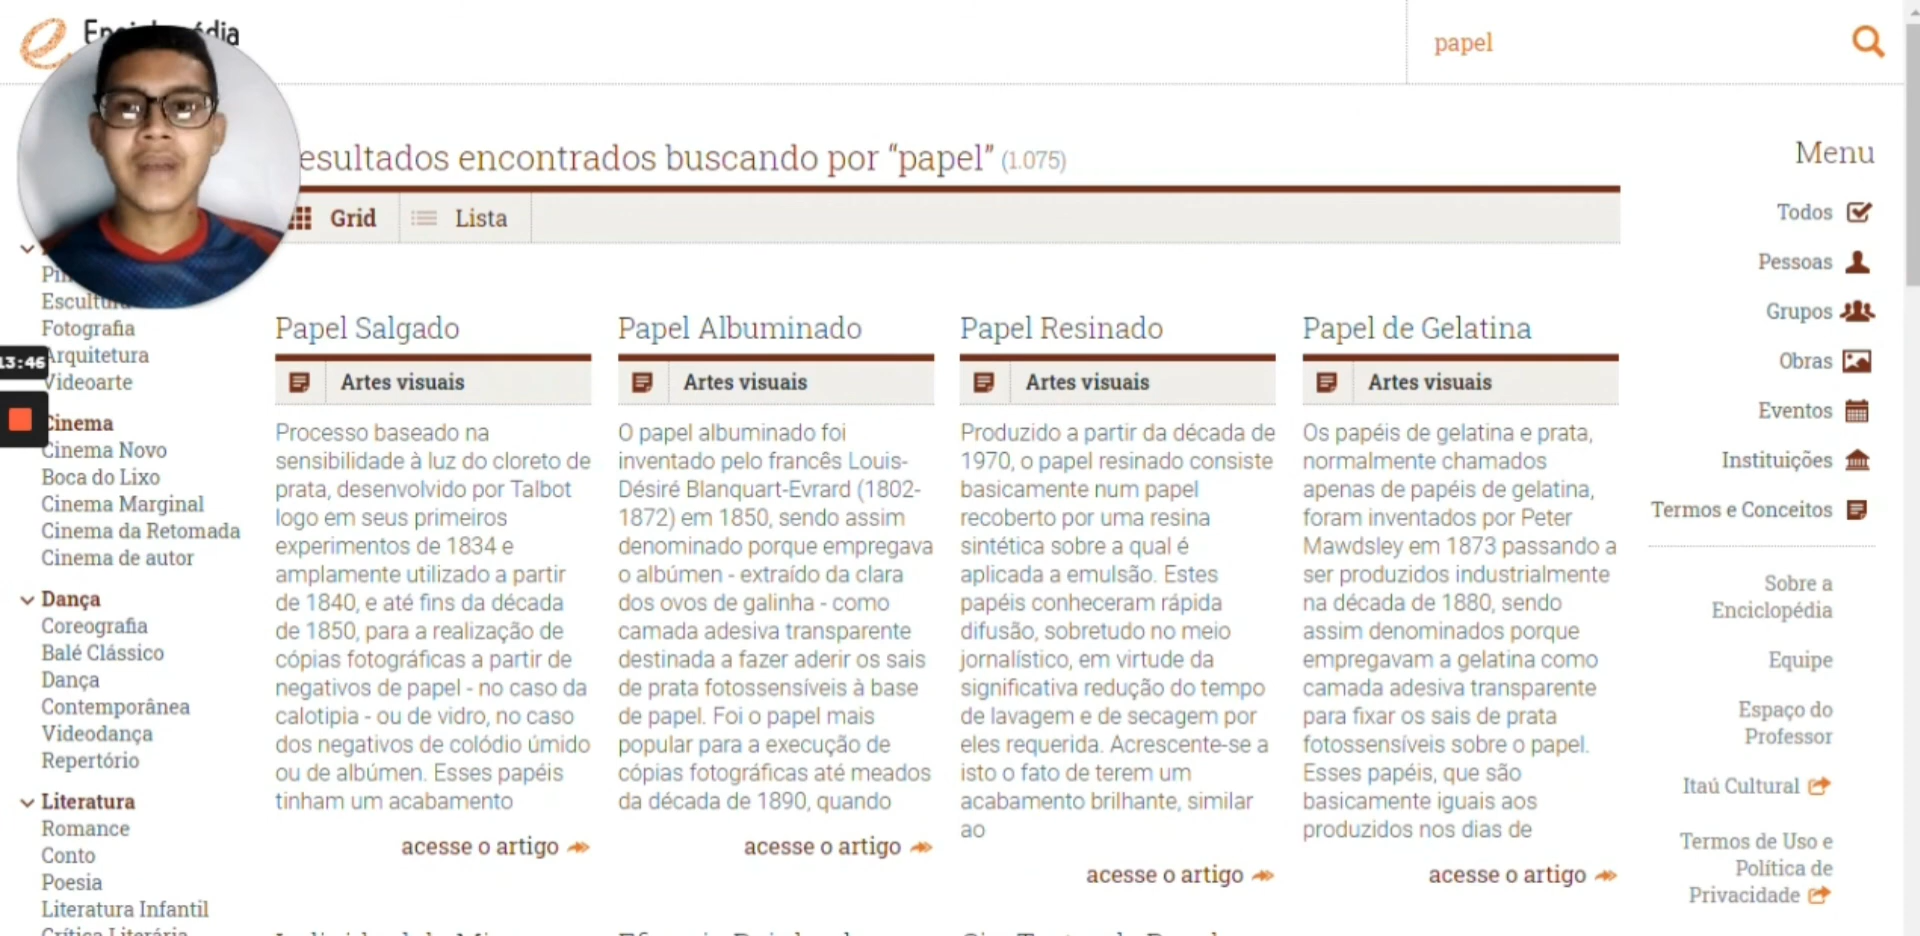 papel
esultados encontrados buscando por “papel” (1.075)
Grid
Lista
Menu
Todos
Pessoas
Grupos
Obras
Eventos
Instituições
Termos e Conceitos
Sobre a
Enciclopédia
Equipe
Espaço do
Professor
Itaú Cultural
Termos de Uso e
Política de
Privacidade
13:46
Fotografia
Arquitetura
Videoarte
Cinema
Cinema Novo
Boca do Lixo
Cinema Marginal
Cinema da Retomada
Cinema de autor
Dança
Coreografia
Balé Clássico
Dança
Contemporânea
Videodança
Repertório
Literatura
Romance
Conto
Poesia
Literatura Infantil
Papel Salgado
Artes visuais
Processo baseado na
sensibilidade à luz do cloreto de
prata, desenvolvido por Talbot
logo em seus primeiros
experimentos de 1834 e
amplamente utilizado a partir
de 1840, e até fins da década
de 1850, para a realização de
cópias fotográficas a partir de
negativos de papel - no caso da
calotipia - ou de vidro, no caso
dos negativos de colódio úmido
ou de albúmen. Esses papéis
tinham um acabamento
acesse o artigo
Papel Albuminado
Artes visuais
O papel albuminado foi
inventado pelo francês Louis-
Désiré Blanquart-Evrard (1802-
1872) em 1850, sendo assim
denominado porque empregava
o albúmen - extraído da clara
dos ovos de galinha - como
camada adesiva transparente
destinada a fazer aderir os sais
de prata fotossensíveis à base
de papel. Foi o papel mais
popular para a execução de
cópias fotográficas até meados
da década de 1890, quando
acesse o artigo
Papel Resinado
Artes visuais
Produzido a partir da década de
1970, o papel resinado consiste
basicamente num papel
recoberto por uma resina
sintética sobre a qual é
aplicada a emulsão. Estes
papéis conheceram rápida
difusão, sobretudo no meio
jornalístico, em virtude da
significativa redução do tempo
de lavagem e de secagem por
eles requerida. Acrescente-se a
isto o fato de terem um
acabamento brilhante, similar
ao
acesse o artigo
Papel de Gelatina
Artes visuais
Os papéis de gelatina e prata,
normalmente chamados
apenas de papéis de gelatina,
foram inventados por Peter
Mawdsley em 1873 passando a
ser produzidos industrialmente
na década de 1880, sendo
assim denominados porque
empregavam a gelatina como
camada adesiva transparente
para fixar os sais de prata
fotossensíveis sobre o papel.
Esses papéis, que são
basicamente iguais aos
produzidos nos dias de
acesse o artigo